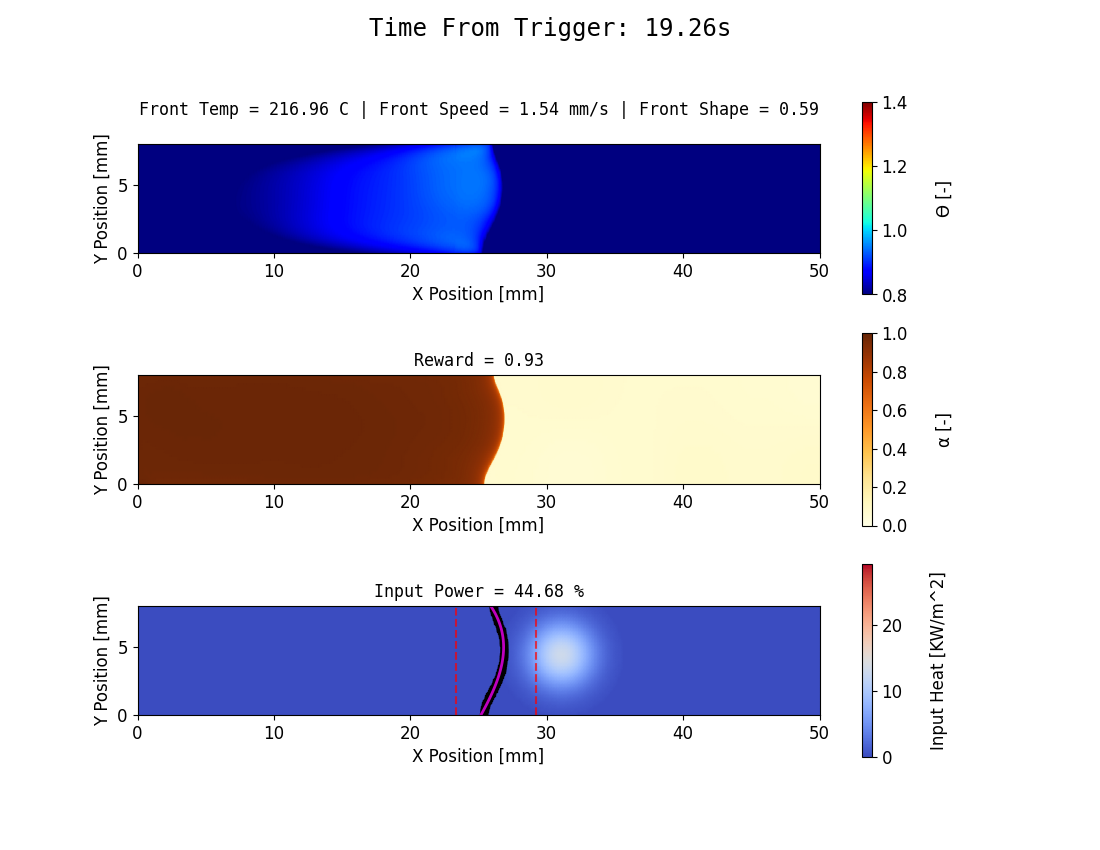 Time From Trigger: 19.26s
Front Temp = 216.96 C | Front Speed = 1.54 mm/s | Front Shape = 0.59
Y Position [mm]
5
0
0 10 20 30 40 50
X Position [mm]
1.4
1.2
1.0
0.8
Θ [-]
Reward = 0.93
Y Position [mm]
5
0
0 10 20 30 40 50
X Position [mm]
1.0
0.8
0.6
0.4
0.2
0.0
α [-]
Input Power = 44.68 %
Y Position [mm]
5
0
0 10 20 30 40 50
X Position [mm]
20
10
0
Input Heat [KW/m^2]